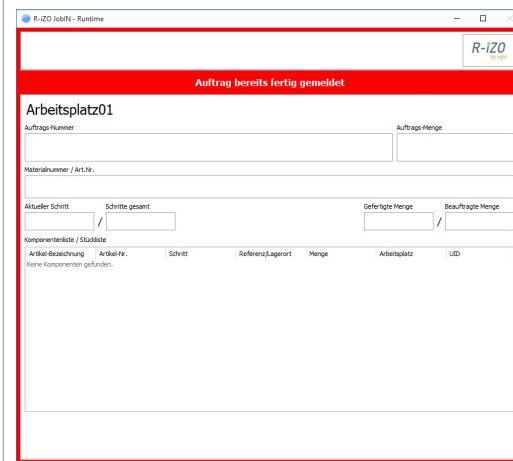 R-iZO JobIN - Runtime
R-iZO
by light
Auftrag bereits fertig gemeldet
Arbeitsplatz01
Auftrags-Nummer Auftrags-Menge
Materialnummer / Art.Nr.
Aktueller Schritt Schritte gesamt Gefertigte Menge Beauftragte Menge
/ /
Komponentenliste / Stückliste
Artikel-Bezeichnung Artikel-Nr. Schritt Referenz/Lagerort Menge Arbeitsplatz UID
Keine Komponenten gefunden.